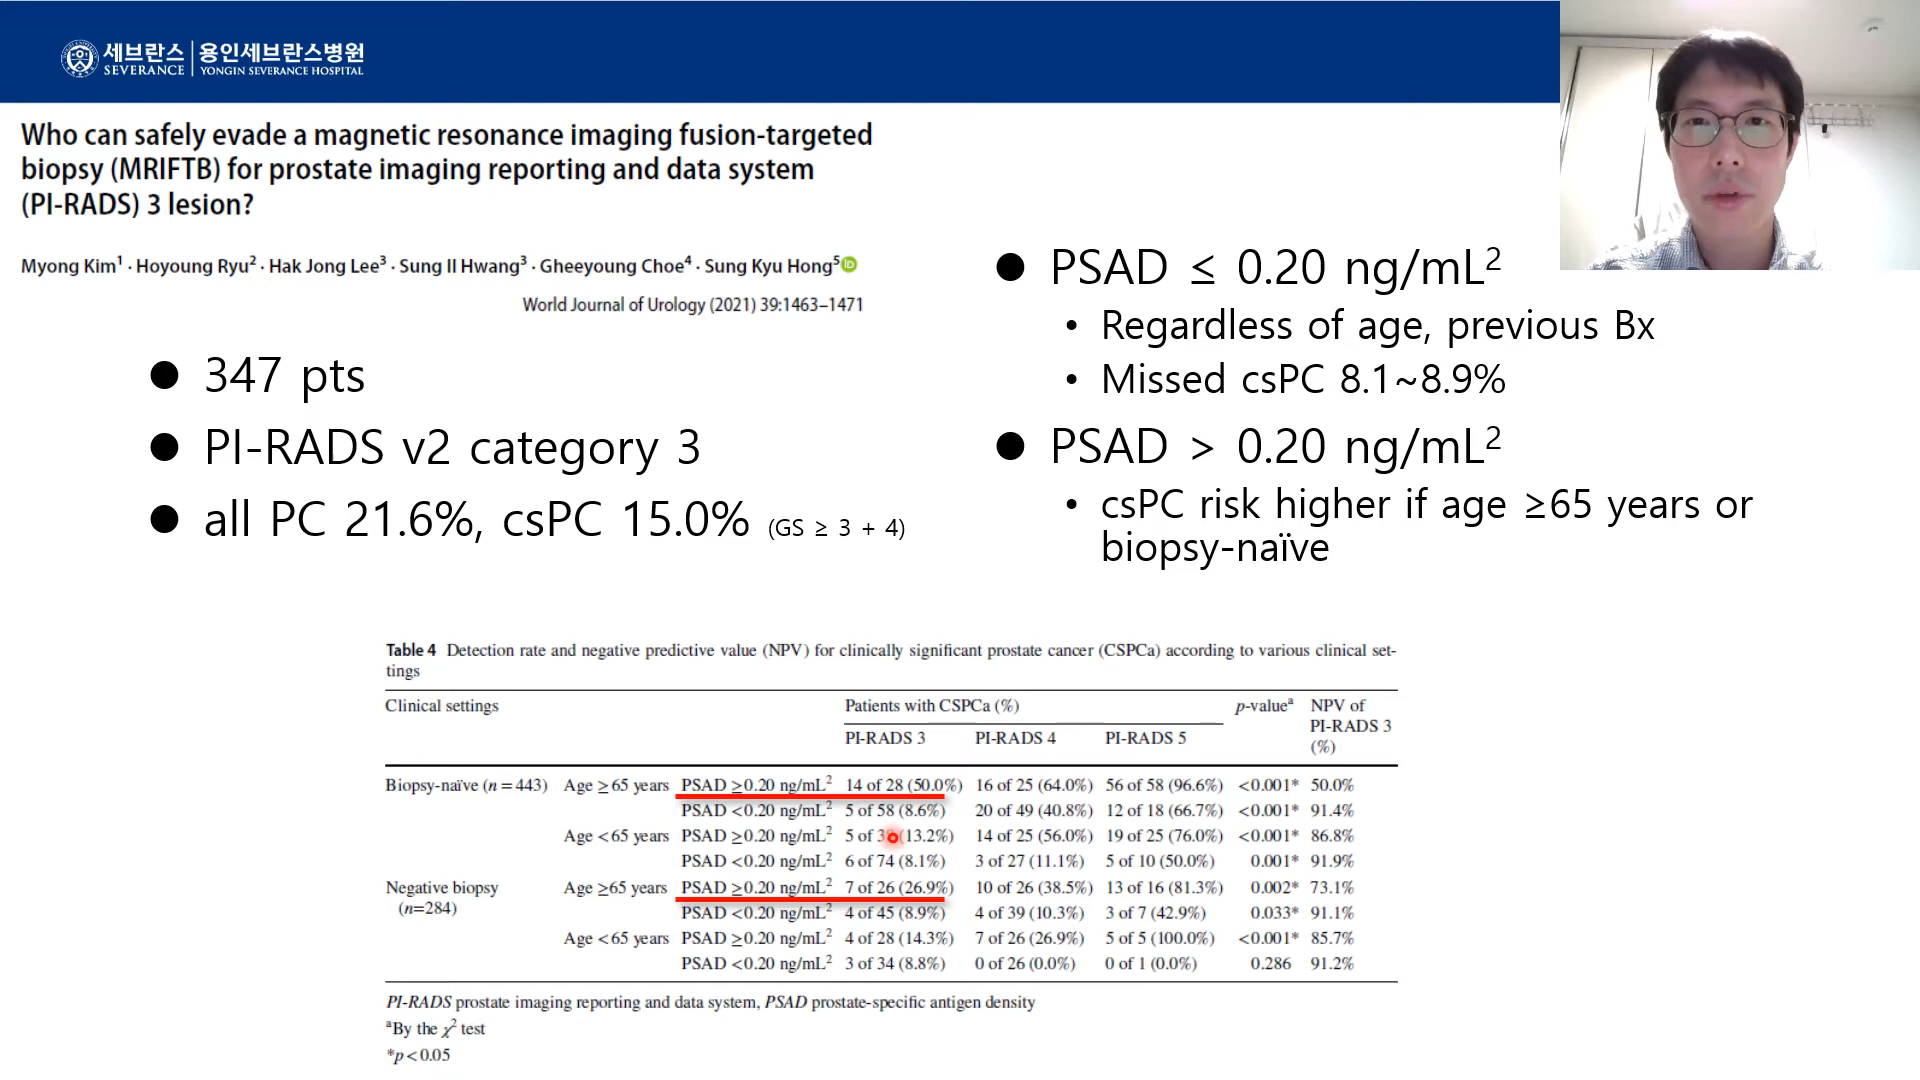 세브란스 용인세브란스병원
SEVERANCE YONGIN SEVERANCE HOSPITAL
Who can safely evade a magnetic resonance imaging fusion-targeted
biopsy (MRIFTB) for prostate imaging reporting and data system
(PI-RADS) 3 lesion?
Myong Kim¹ · Hoyoung Ryu² · Hak Jong Lee³ · Sung Il Hwang³ · Gheeyoung Choe⁴ · Sung Kyu Hong⁵ iD
World Journal of Urology (2021) 39:1463–1471
● 347 pts
● PI-RADS v2 category 3
● all PC 21.6%, csPC 15.0% (GS ≥ 3 + 4)
● PSAD ≤ 0.20 ng/mL²
• Regardless of age, previous Bx
• Missed csPC 8.1~8.9%
● PSAD > 0.20 ng/mL²
• csPC risk higher if age ≥65 years or
biopsy-naïve
Table 4 Detection rate and negative predictive value (NPV) for clinically significant prostate cancer (CSPCa) according to various clinical set-
tings
Clinical settings Patients with CSPCa (%) p-valueᵃ NPV of
PI-RADS 3
(%)
PI-RADS 3 PI-RADS 4 PI-RADS 5
Biopsy-naïve (n = 443) Age ≥ 65 years PSAD ≥0.20 ng/mL² 14 of 28 (50.0%) 16 of 25 (64.0%) 56 of 58 (96.6%) <0.001* 50.0%
PSAD <0.20 ng/mL² 5 of 58 (8.6%) 20 of 49 (40.8%) 12 of 18 (66.7%) <0.001* 91.4%
Age <65 years PSAD ≥0.20 ng/mL² 5 of (13.2%) 14 of 25 (56.0%) 19 of 25 (76.0%) <0.001* 86.8%
PSAD <0.20 ng/mL² 6 of 74 (8.1%) 3 of 27 (11.1%) 5 of 10 (50.0%) 0.001* 91.9%
Negative biopsy Age ≥65 years PSAD ≥0.20 ng/mL² 7 of 26 (26.9%) 10 of 26 (38.5%) 13 of 16 (81.3%) 0.002* 73.1%
(n=284) PSAD <0.20 ng/mL² 4 of 45 (8.9%) 4 of 39 (10.3%) 3 of 7 (42.9%) 0.033* 91.1%
Age <65 years PSAD ≥0.20 ng/mL² 4 of 28 (14.3%) 7 of 26 (26.9%) 5 of 5 (100.0%) <0.001* 85.7%
PSAD <0.20 ng/mL² 3 of 34 (8.8%) 0 of 26 (0.0%) 0 of 1 (0.0%) 0.286 91.2%
PI-RADS prostate imaging reporting and data system, PSAD prostate-specific antigen density
ᵃBy the χ² test
*p < 0.05